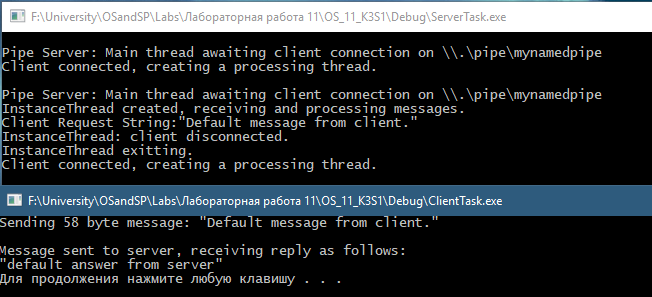 F:\University\OSandSP\Labs\Лабораторная работа 11\OS_11_K3S1\Debug\ServerTask.exe
Pipe Server: Main thread awaiting client connection on \\.\pipe\mynamedpipe
Client connected, creating a processing thread.
Pipe Server: Main thread awaiting client connection on \\.\pipe\mynamedpipe
InstanceThread created, receiving and processing messages.
Client Request String:"Default message from client."
InstanceThread: client disconnected.
InstanceThread exitting.
Client connected, creating a processing thread.
F:\University\OSandSP\Labs\Лабораторная работа 11\OS_11_K3S1\Debug\ClientTask.exe
Sending 58 byte message: "Default message from client."
Message sent to server, receiving reply as follows:
"default answer from server"
Для продолжения нажмите любую клавишу . . .